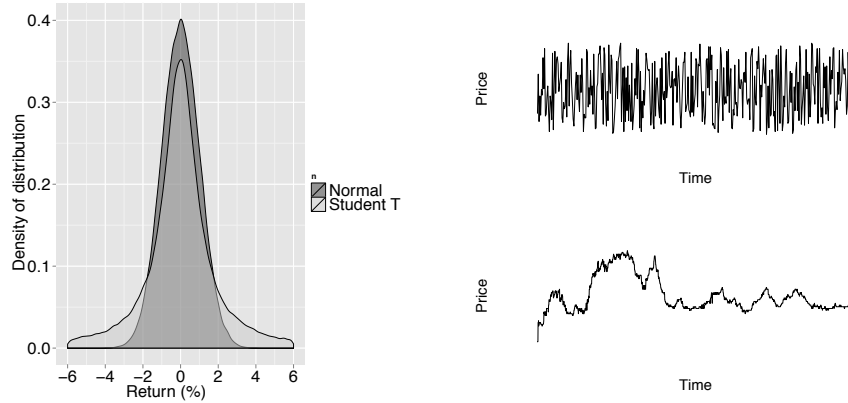 0.4
0.3
0.2
0.1
0.0
Density of distribution
−6 −4 −2 0 2 4 6
Return (%)
n
Normal
Student T
Price
Time
Price
Time